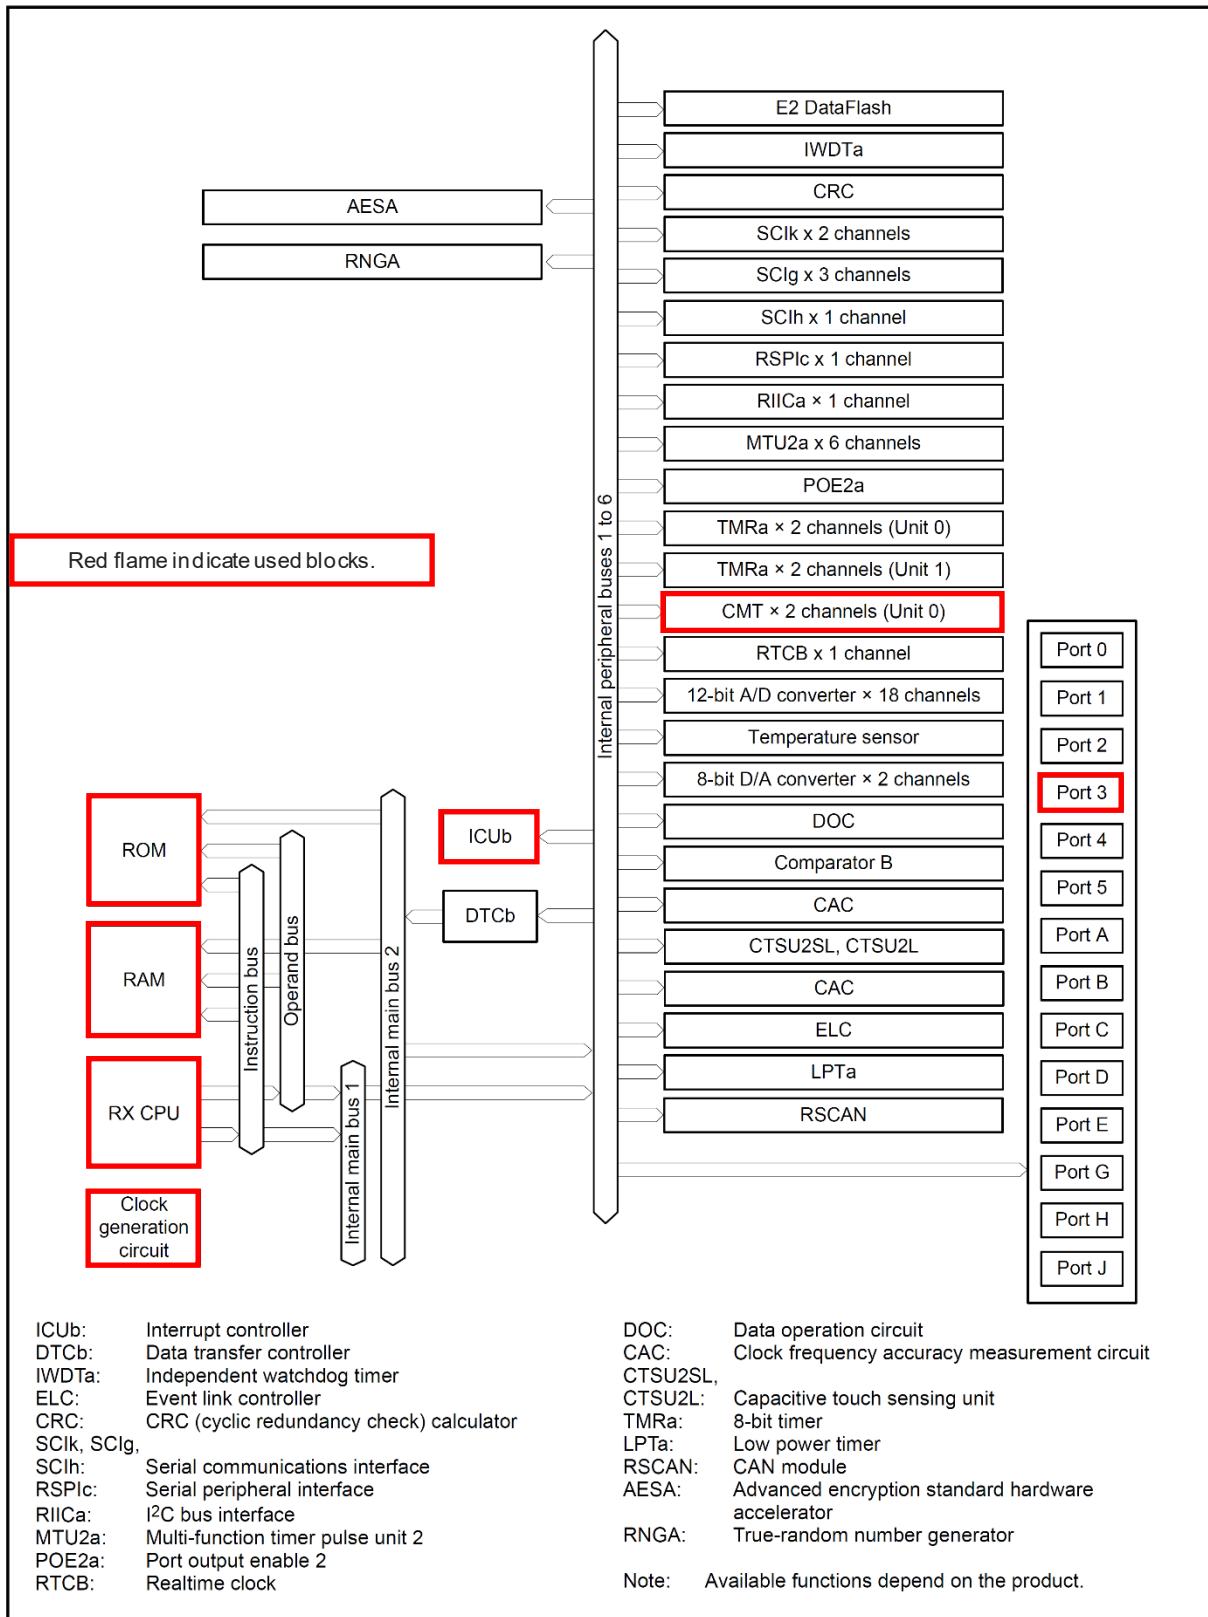 E2 DataFlash
IWDTa
CRC
SCIk x 2 channels
SCIg x 3 channels
SCIh x 1 channel
RSPIc x 1 channel
RIICa × 1 channel
MTU2a x 6 channels
POE2a
TMRa × 2 channels (Unit 0)
TMRa × 2 channels (Unit 1)
CMT × 2 channels (Unit 0)
RTCB x 1 channel
12-bit A/D converter × 18 channels
Temperature sensor
8-bit D/A converter × 2 channels
DOC
Comparator B
CAC
CTSU2SL, CTSU2L
CAC
ELC
LPTa
RSCAN
AESA
RNGA
Internal peripheral buses 1 to 6
Red flame indicate used blocks.
Port 0
Port 1
Port 2
Port 3
Port 4
Port 5
Port A
Port B
Port C
Port D
Port E
Port G
Port H
Port J
ROM
RAM
RX CPU
Clock
generation
circuit
Instruction bus
Operand bus
Internal main bus 1
Internal main bus 2
ICUb
DTCb
ICUb: Interrupt controller
DTCb: Data transfer controller
IWDTa: Independent watchdog timer
ELC: Event link controller
CRC: CRC (cyclic redundancy check) calculator
SCIk, SCIg,
SCIh: Serial communications interface
RSPIc: Serial peripheral interface
RIICa: I²C bus interface
MTU2a: Multi-function timer pulse unit 2
POE2a: Port output enable 2
RTCB: Realtime clock
DOC: Data operation circuit
CAC: Clock frequency accuracy measurement circuit
CTSU2SL,
CTSU2L: Capacitive touch sensing unit
TMRa: 8-bit timer
LPTa: Low power timer
RSCAN: CAN module
AESA: Advanced encryption standard hardware
accelerator
RNGA: True-random number generator
Note: Available functions depend on the product.